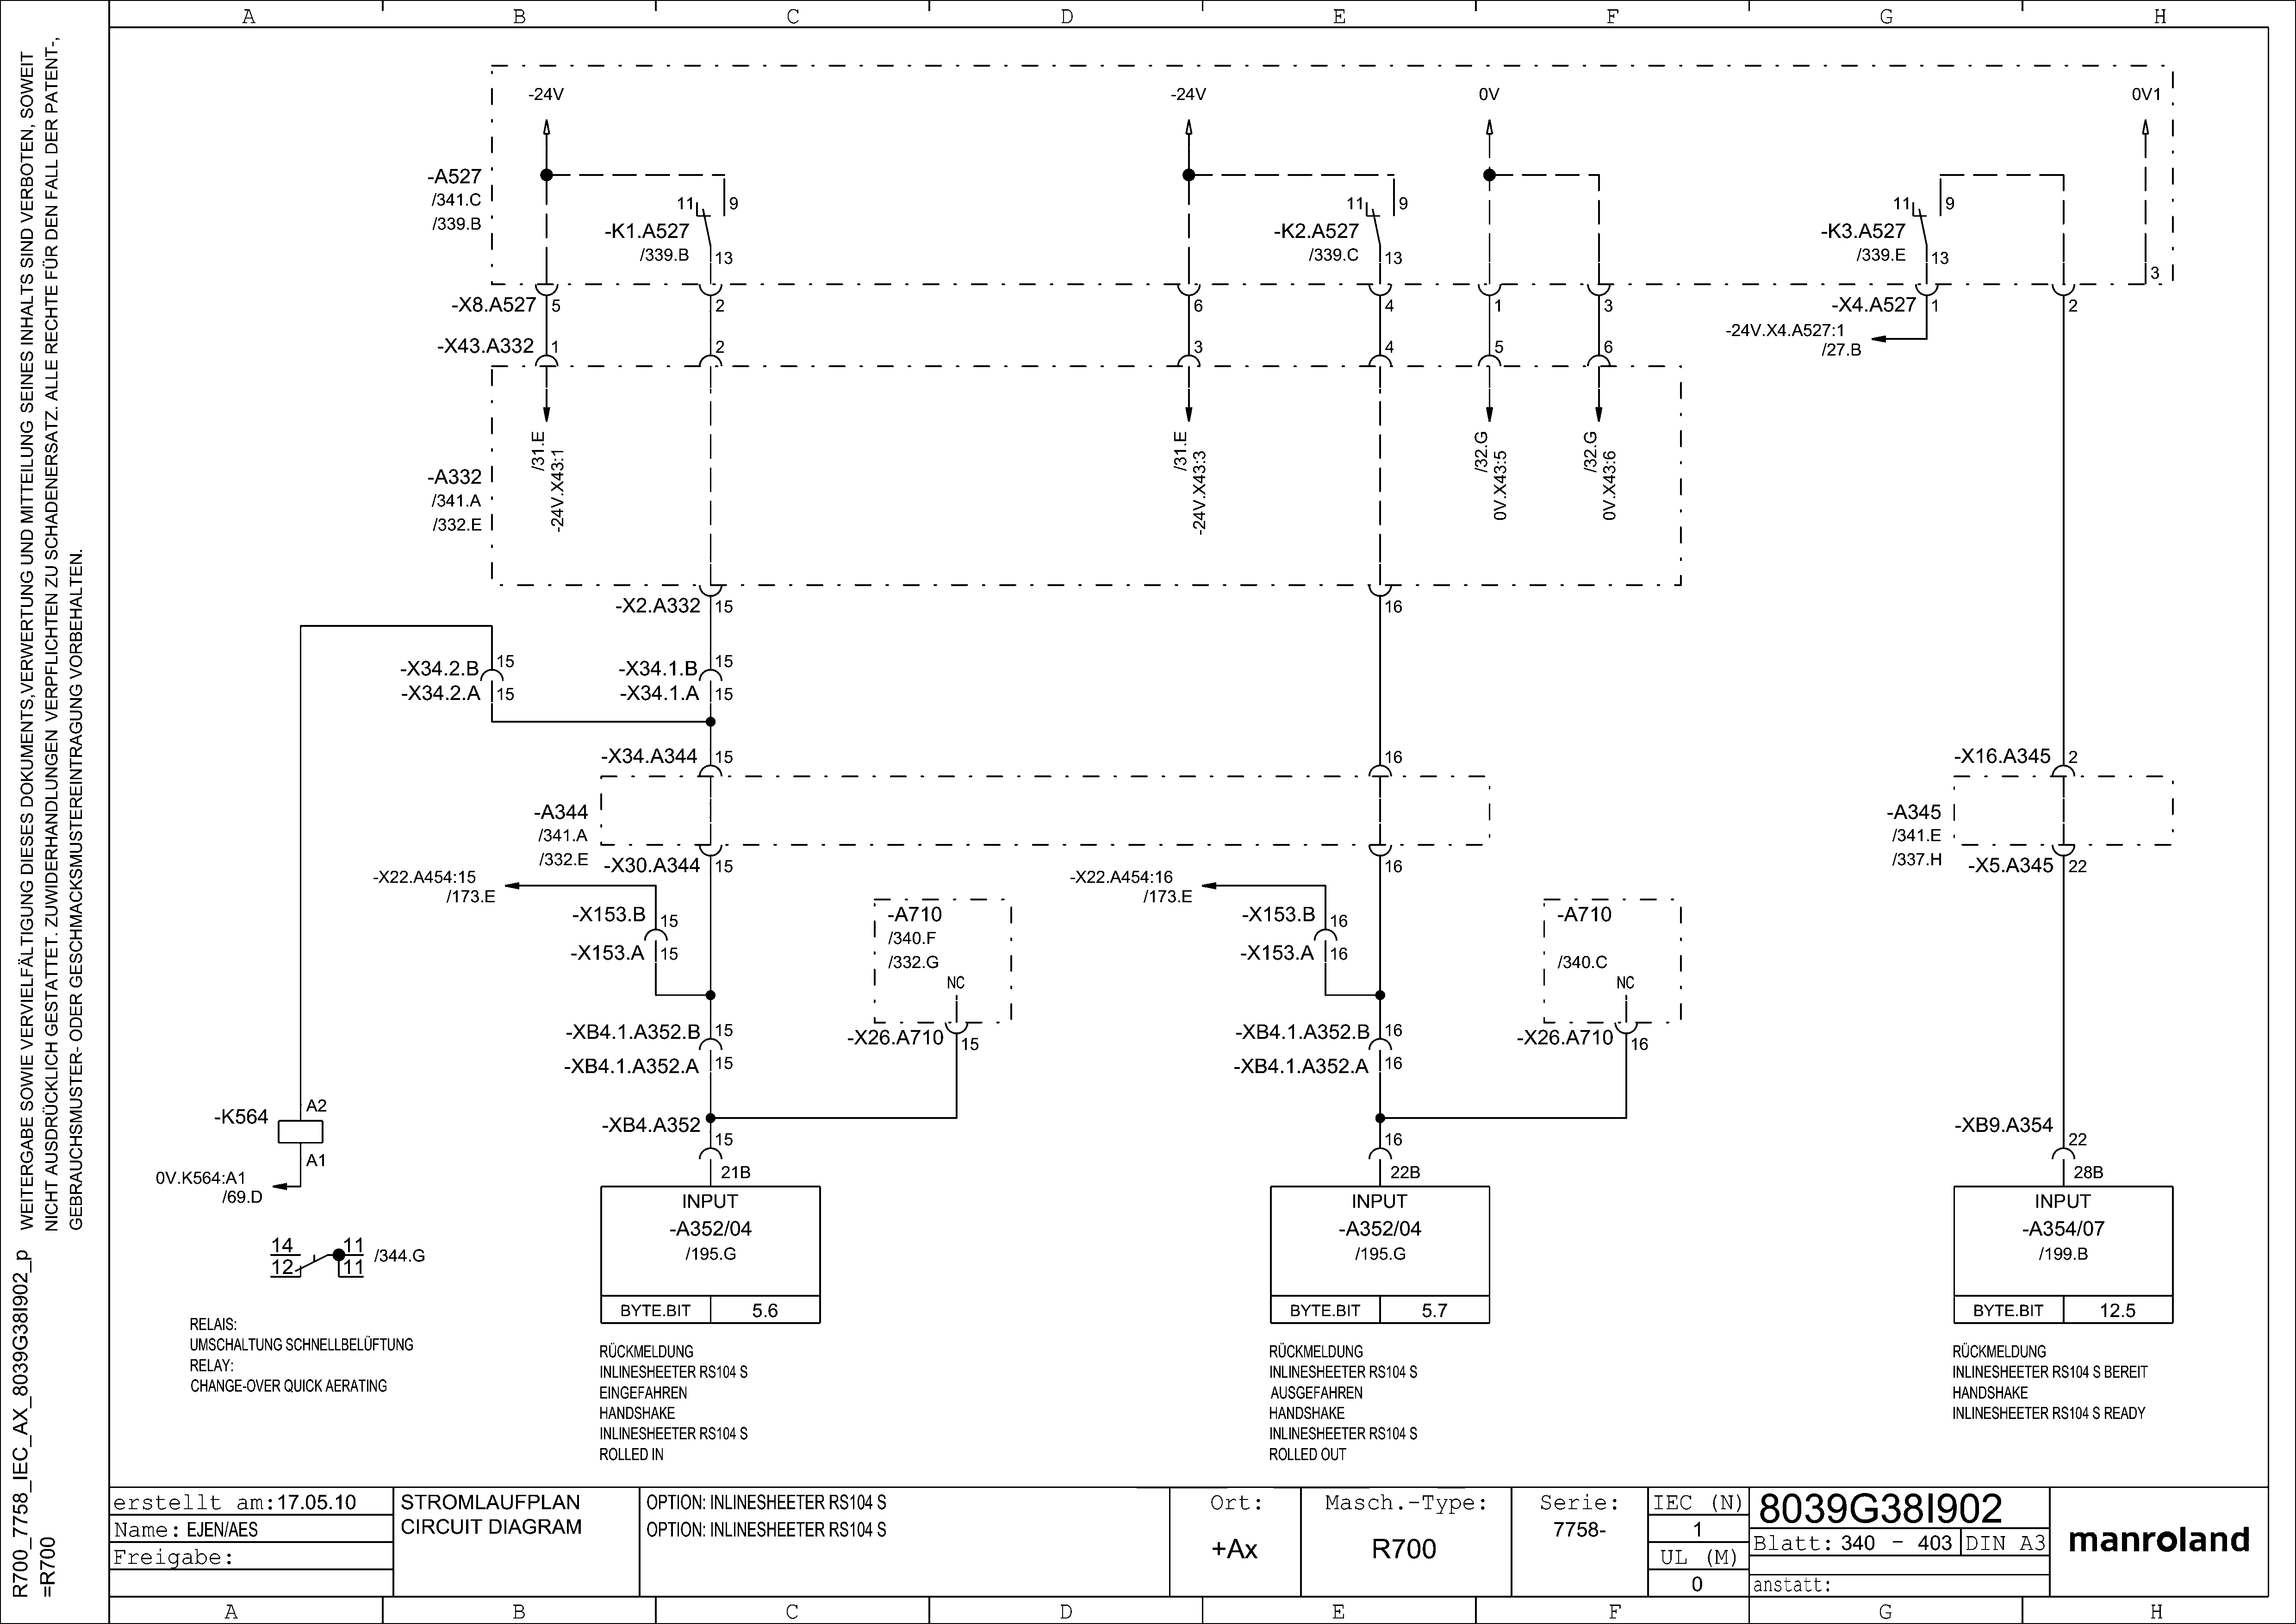 A B C D E F G H
WEITERGABE SOWIE VERVIELFÄLTIGUNG DIESES DOKUMENTS,VERWERTUNG UND MITTEILUNG SEINES INHALTS SIND VERBOTEN, SOWEIT
NICHT AUSDRÜCKLICH GESTATTET. ZUWIDERHANDLUNGEN VERPFLICHTEN ZU SCHADENERSATZ. ALLE RECHTE FÜR DEN FALL DER PATENT-,
GEBRAUCHSMUSTER- ODER GESCHMACKSMUSTEREINTRAGUNG VORBEHALTEN.
R700_7758_IEC_AX_8039G38I902_p
=R700
-24V -24V 0V 0V1
-A527
/341.C
/339.B
11 9 11 9 11 9
-K1.A527 -K2.A527 -K3.A527
/339.B 13 /339.C 13 /339.E 13 3
-X8.A527 5 2 6 4 1 3 -X4.A527 1 2
-24V.X4.A527:1
/27.B
-X43.A332 1 2 3 4 5 6
/31.E
-24V.X43:1
/31.E
-24V.X43:3
/32.G
0V.X43:5
/32.G
0V.X43:6
-A332
/341.A
/332.E
-X2.A332 15 16
-X34.2.B 15 -X34.1.B 15
-X34.2.A 15 -X34.1.A 15
-X34.A344 15 16 -X16.A345 2
-A344
/341.A
/332.E
-A345
/341.E
/337.H
-X30.A344 15 16 -X5.A345 22
-X22.A454:15
/173.E
-X22.A454:16
/173.E
-X153.B 15 -X153.B 16
-X153.A 15 -X153.A 16
-A710
/340.F
/332.G
NC
-A710
/340.C
NC
-XB4.1.A352.B 15 -X26.A710 15 -XB4.1.A352.B 16 -X26.A710 16
-XB4.1.A352.A 15 -XB4.1.A352.A 16
-K564 A2
A1
0V.K564:A1
/69.D
-XB4.A352 15 16 -XB9.A354 22
21B 22B 28B
INPUT
-A352/04
/195.G
BYTE.BIT 5.6
INPUT
-A352/04
/195.G
BYTE.BIT 5.7
INPUT
-A354/07
/199.B
BYTE.BIT 12.5
14 11 /344.G
12 11
RELAIS:
UMSCHALTUNG SCHNELLBELÜFTUNG
RELAY:
CHANGE-OVER QUICK AERATING
RÜCKMELDUNG
INLINESHEETER RS104 S
EINGEFAHREN
HANDSHAKE
INLINESHEETER RS104 S
ROLLED IN
RÜCKMELDUNG
INLINESHEETER RS104 S
AUSGEFAHREN
HANDSHAKE
INLINESHEETER RS104 S
ROLLED OUT
RÜCKMELDUNG
INLINESHEETER RS104 S BEREIT
HANDSHAKE
INLINESHEETER RS104 S READY
erstellt am:17.05.10
Name: EJEN/AES
Freigabe:
STROMLAUFPLAN
CIRCUIT DIAGRAM
OPTION: INLINESHEETER RS104 S
OPTION: INLINESHEETER RS104 S
Ort:
+Ax
Masch.-Type:
R700
Serie:
7758-
IEC (N)
1
UL (M)
0
8039G38I902
Blatt: 340 - 403 DIN A3
anstatt:
manroland
A B C D E F G H